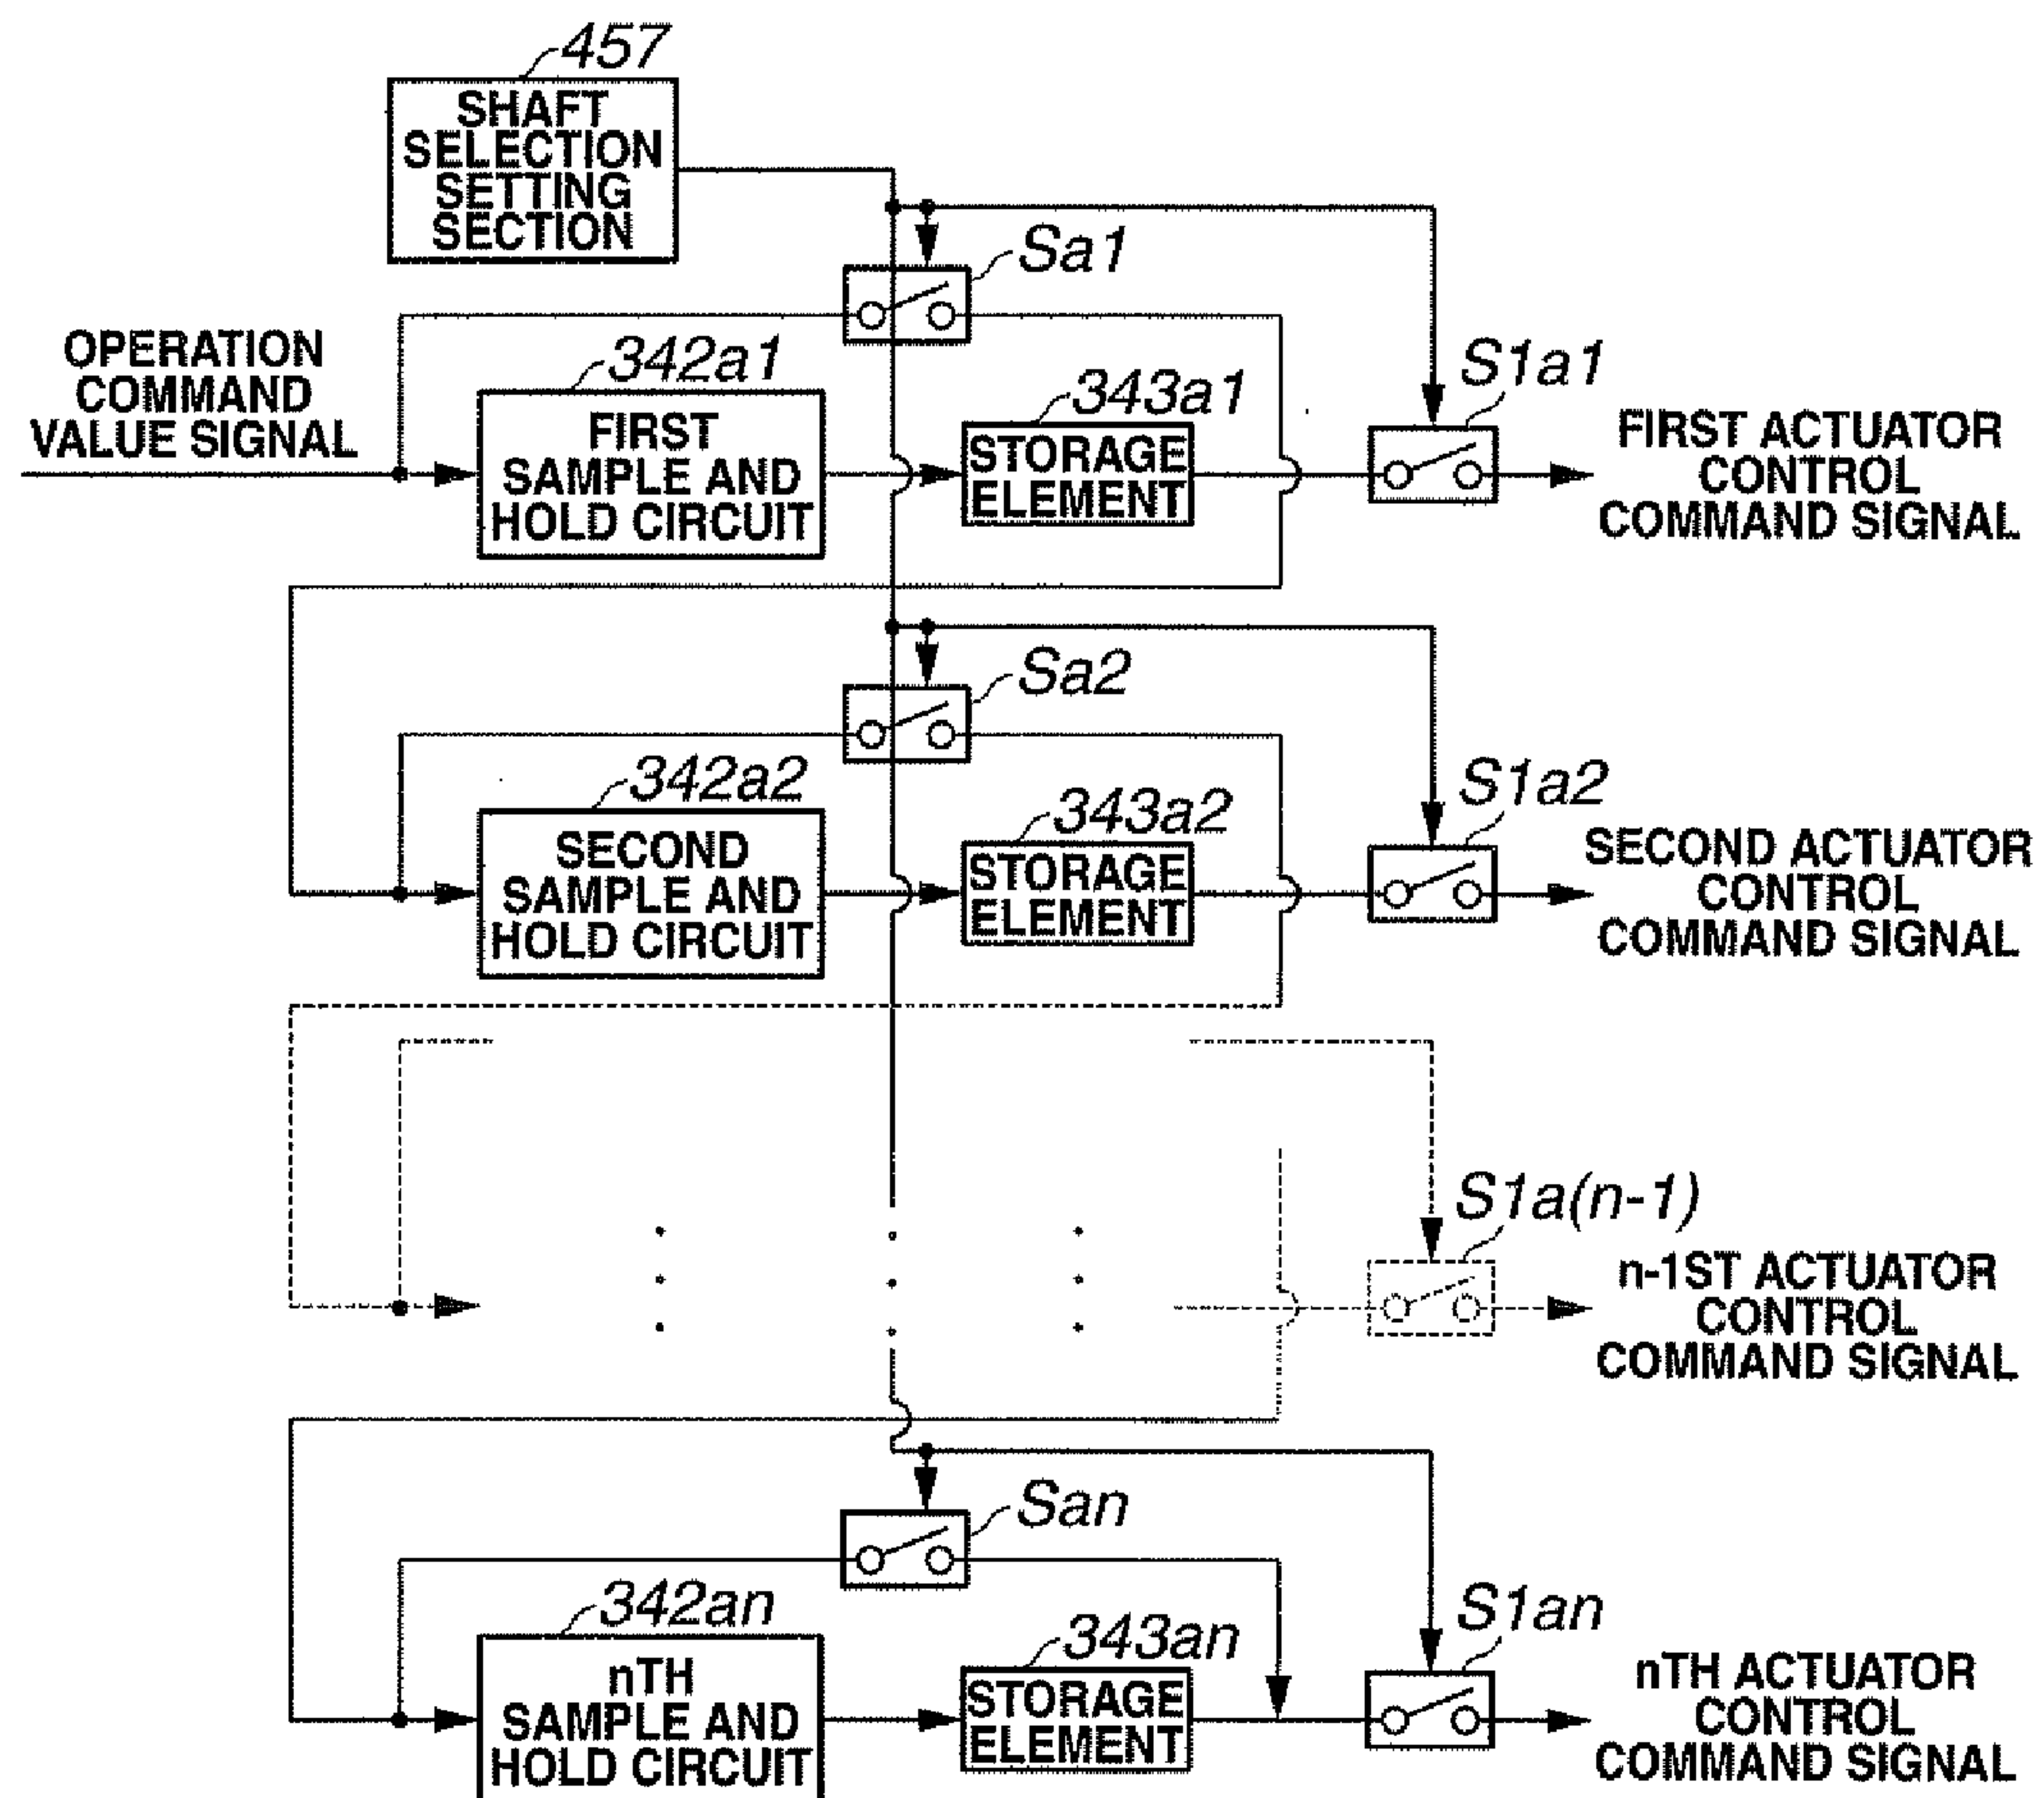 457
SHAFT
SELECTION
SETTING
SECTION
Sa1
OPERATION
COMMAND
VALUE SIGNAL
342a1
FIRST
SAMPLE AND
HOLD CIRCUIT
343a1
STORAGE
ELEMENT
S1a1
FIRST ACTUATOR
CONTROL
COMMAND SIGNAL
Sa2
342a2
SECOND
SAMPLE AND
HOLD CIRCUIT
343a2
STORAGE
ELEMENT
S1a2
SECOND ACTUATOR
CONTROL
COMMAND SIGNAL
S1a(n-1)
n-1ST ACTUATOR
CONTROL
COMMAND SIGNAL
San
342an
nTH
SAMPLE AND
HOLD CIRCUIT
343an
STORAGE
ELEMENT
S1an
nTH ACTUATOR
CONTROL
COMMAND SIGNAL